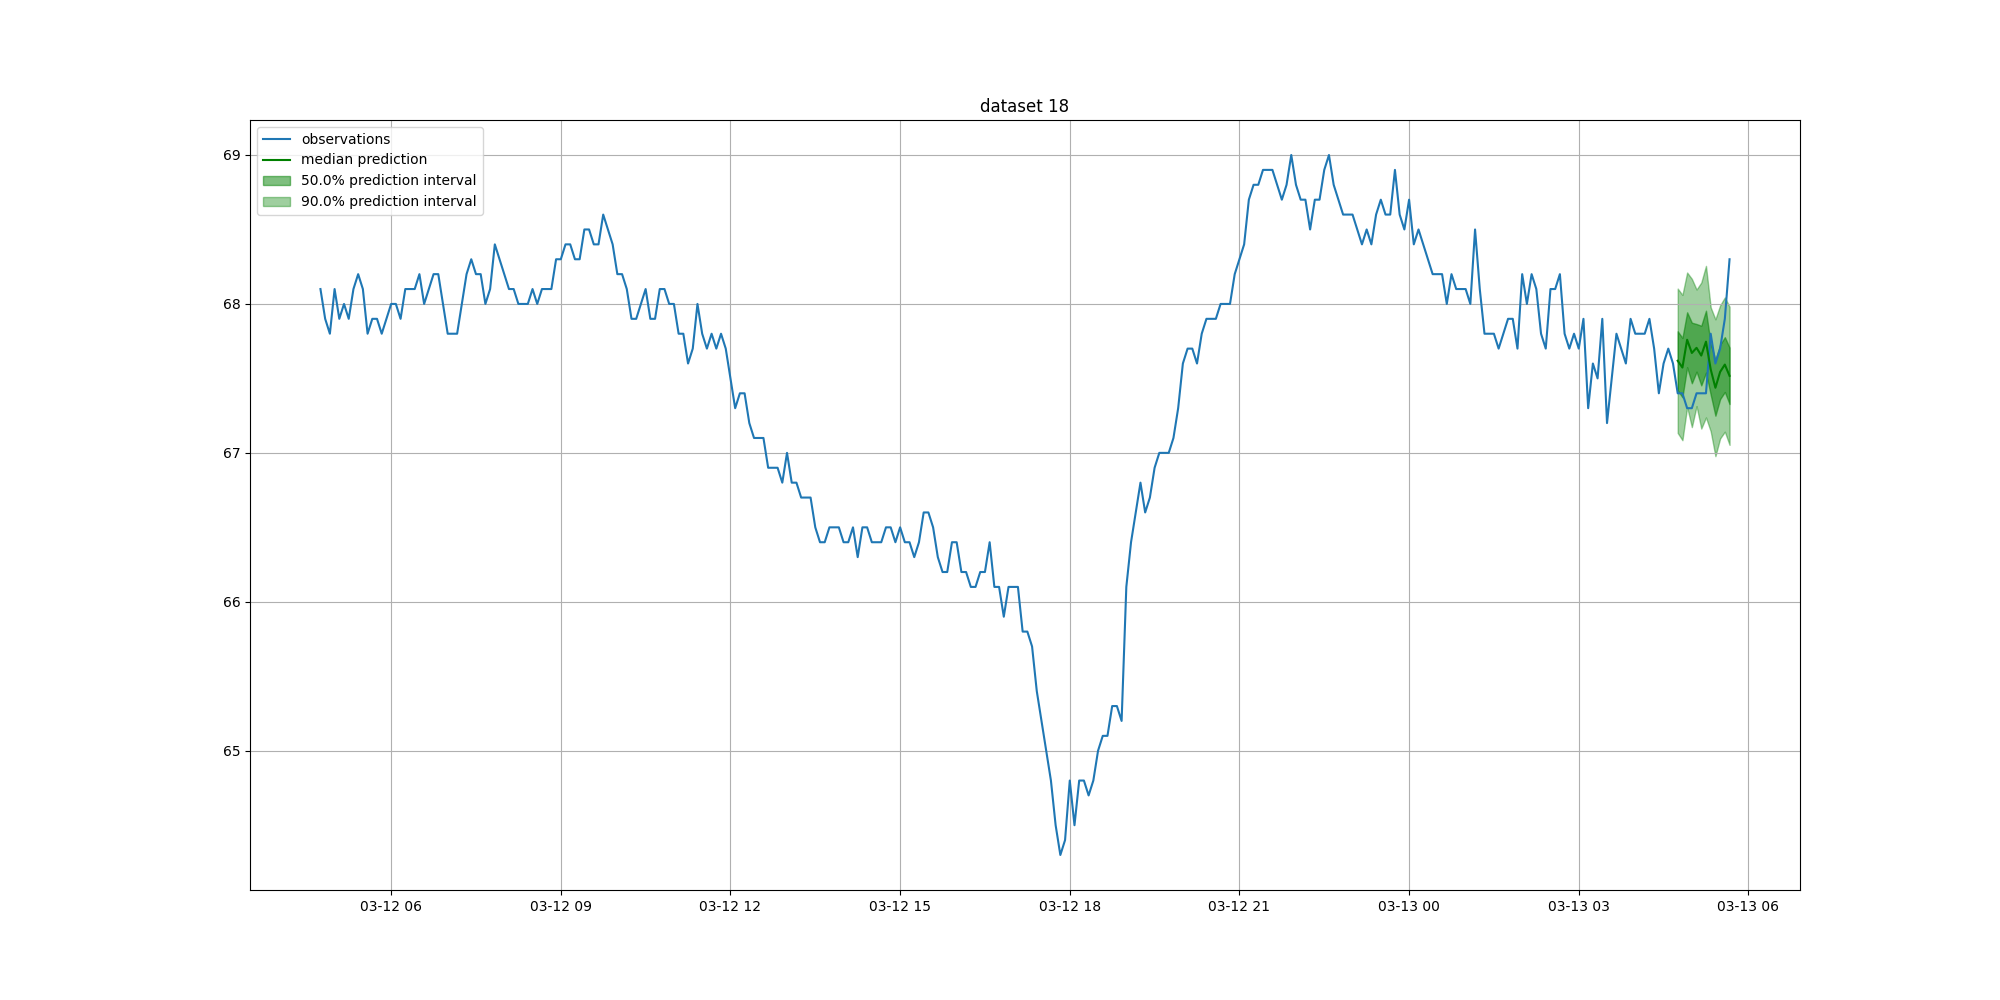 dataset 18
observations
median prediction
50.0% prediction interval
90.0% prediction interval
69
68
67
66
65
03-12 06
03-12 09
03-12 12
03-12 15
03-12 18
03-12 21
03-13 00
03-13 03
03-13 06